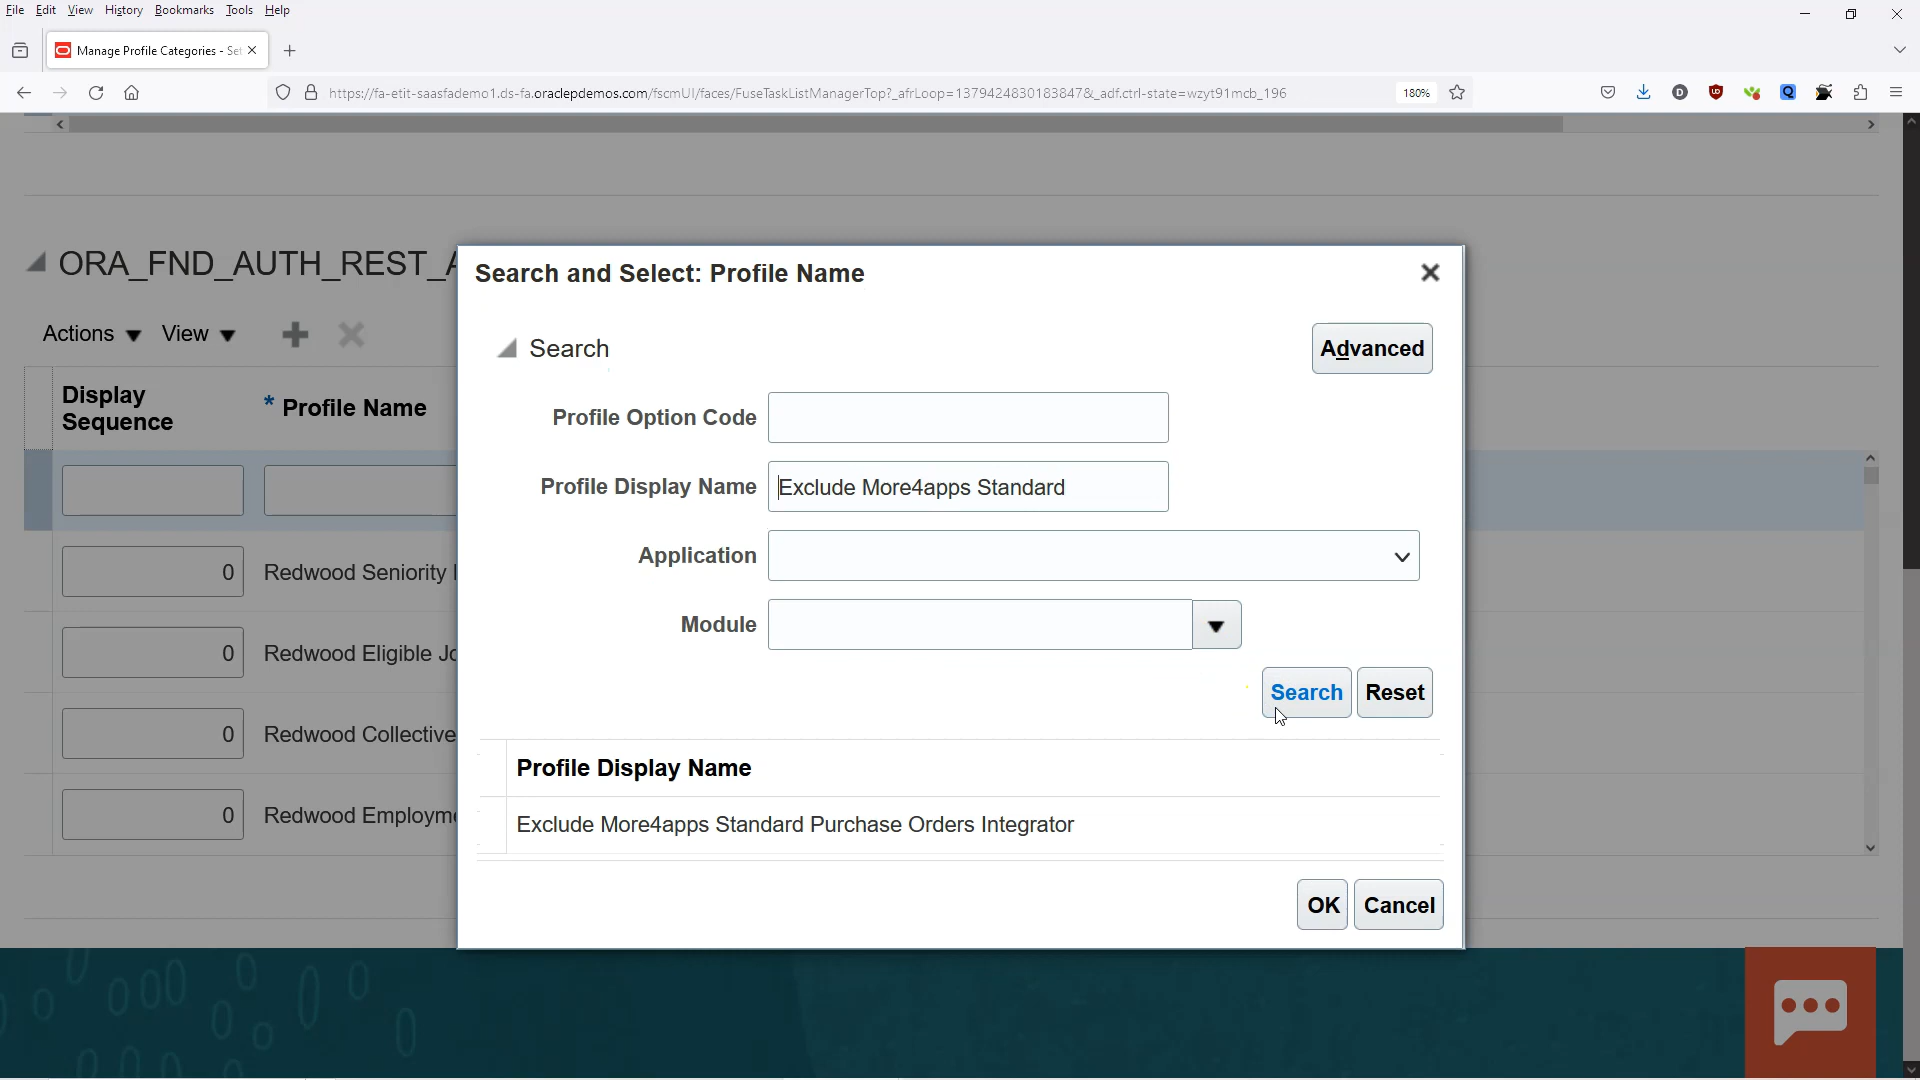 File Edit View History Bookmarks Tools Help
Manage Profile Categories - Set
https://fa-etit-saasfademo1.ds-fa.oraclepdemos.com/fscmUI/faces/FuseTaskListManagerTop?_afrLoop=1379424830183847&_adf.ctrl-state=wzyt91mcb_196
180%
ORA_FND_AUTH_REST_A
Actions View
Display
Sequence
* Profile Name
0 Redwood Seniority
0 Redwood Eligible Jo
0 Redwood Collective
0 Redwood Employme
Search and Select: Profile Name
Search
Advanced
Profile Option Code
Profile Display Name Exclude More4apps Standard
Application
Module
Search Reset
Profile Display Name
Exclude More4apps Standard Purchase Orders Integrator
OK Cancel